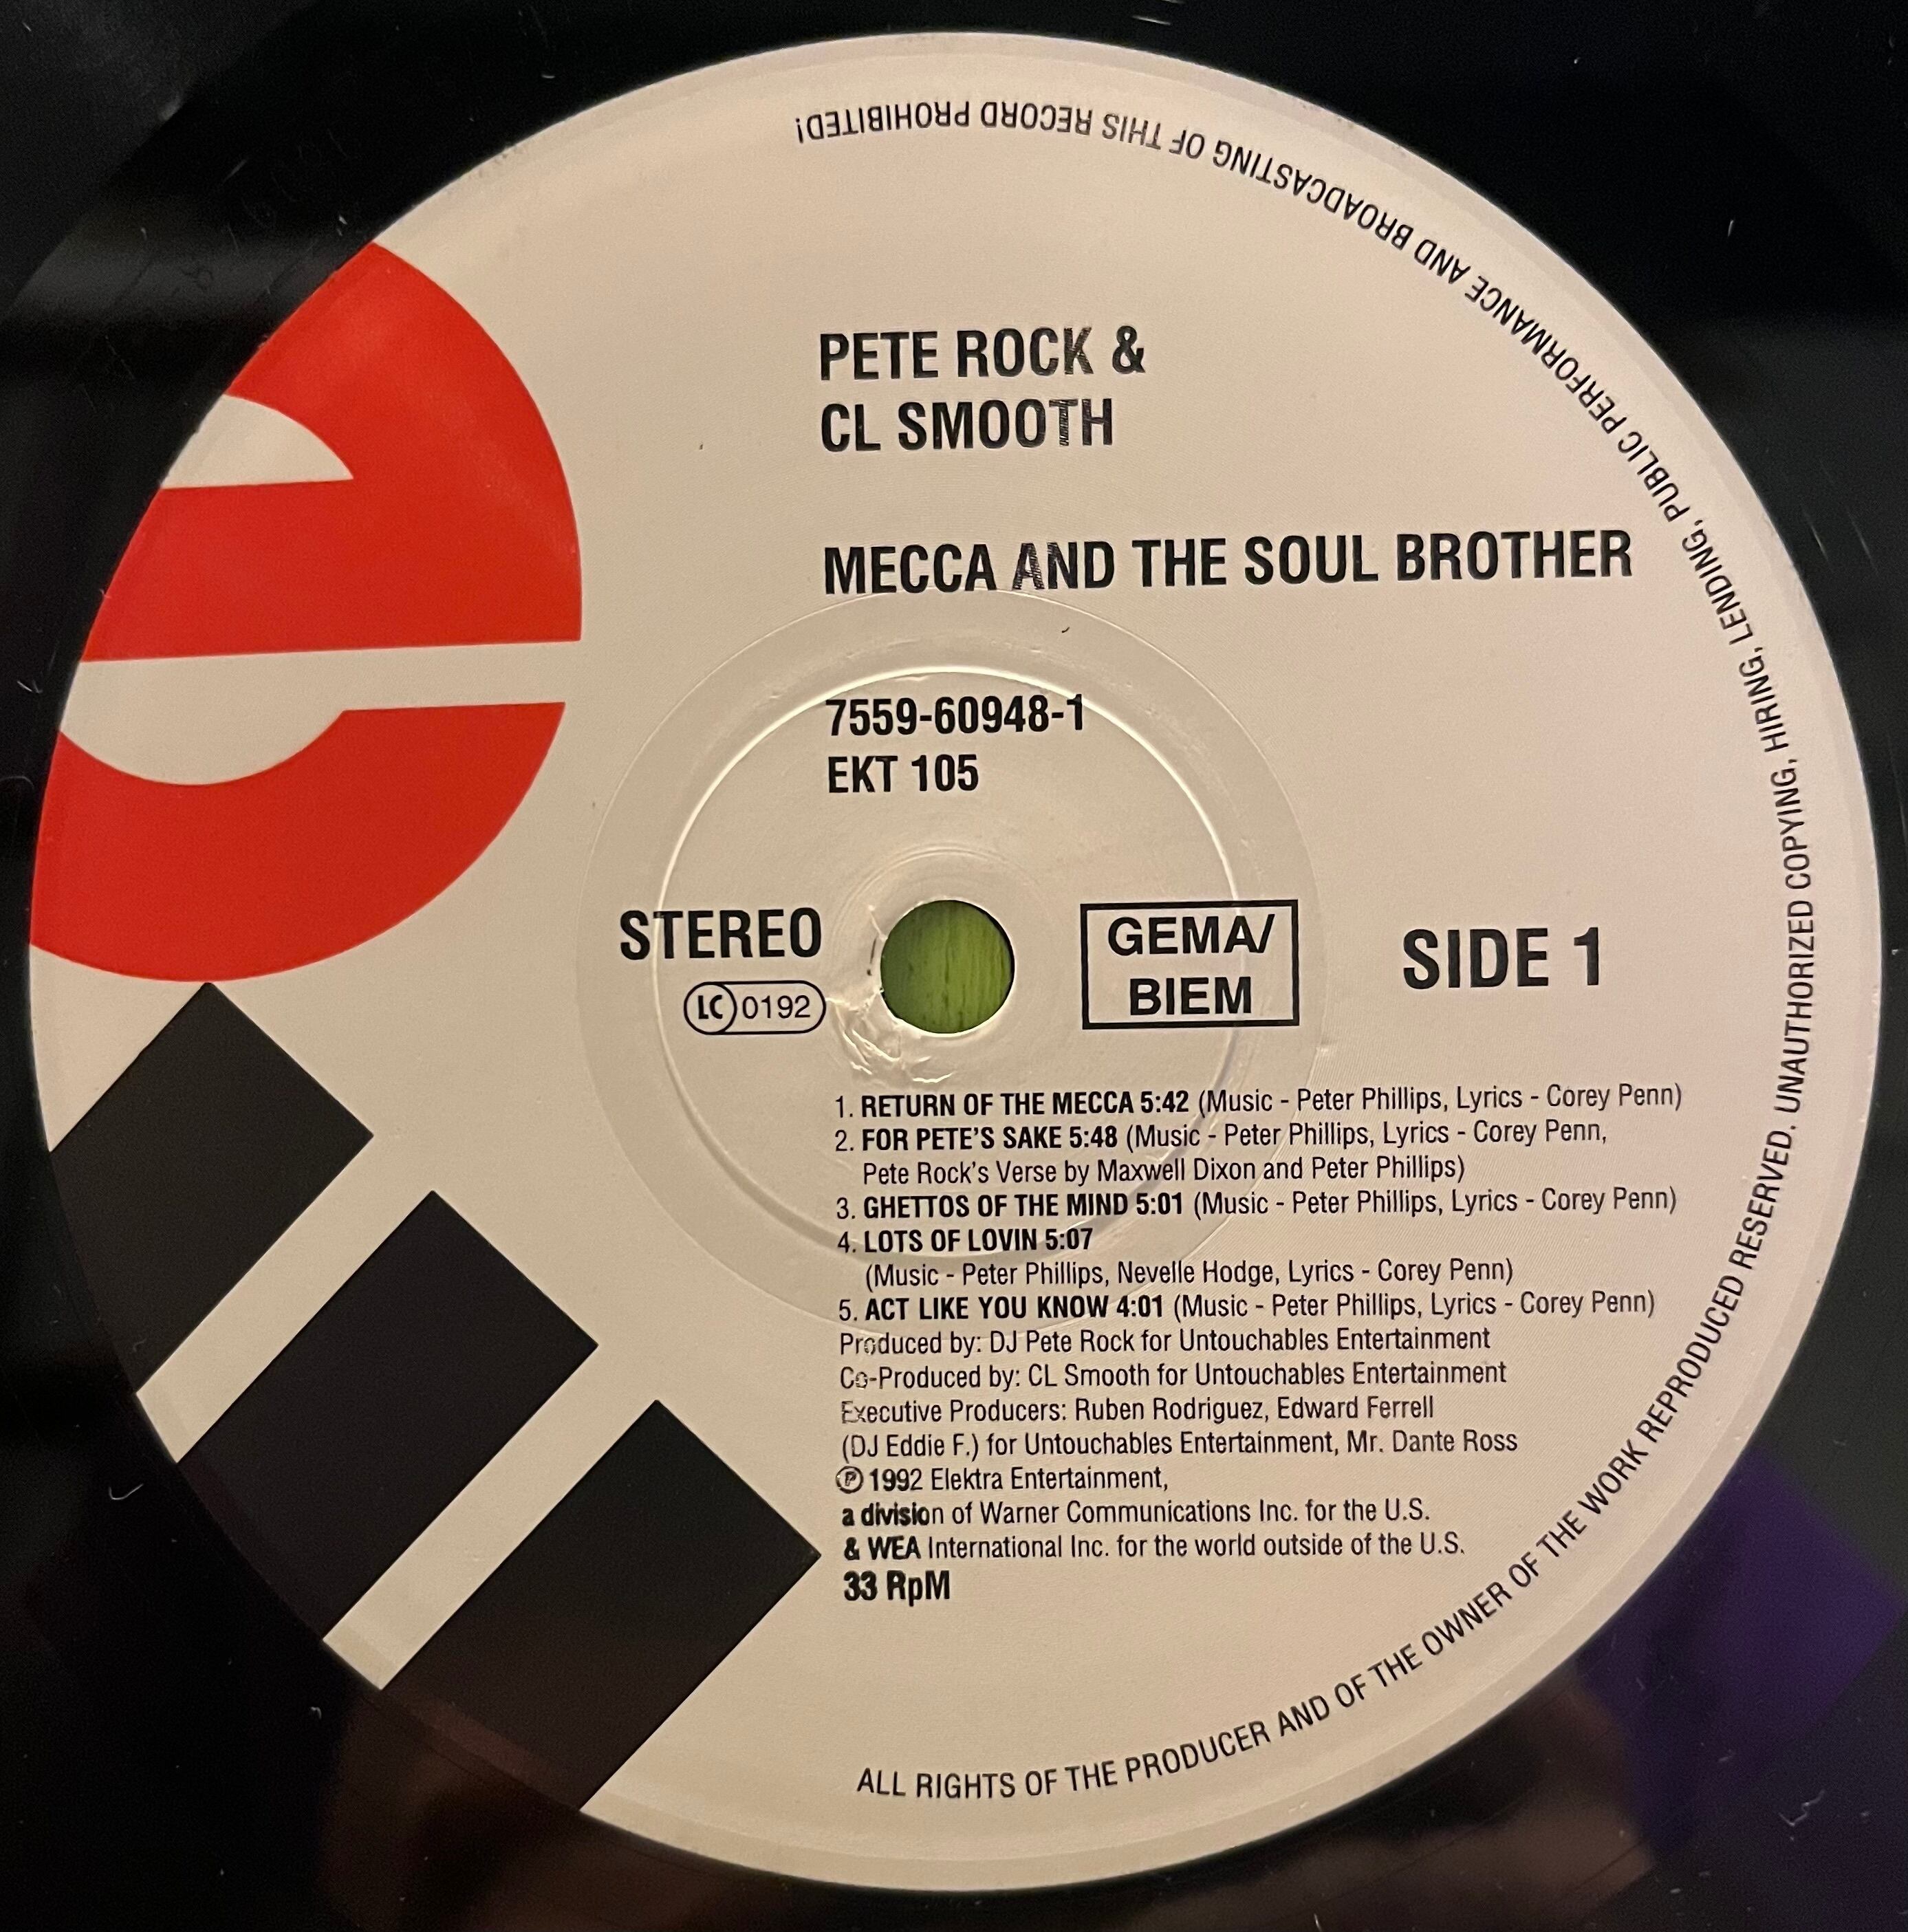 PETE ROCK &
CL SMOOTH
MECCA AND THE SOUL BROTHER
7559-60948-1
EKT 105
STEREO
LC 0192
GEMA/
BIEM
SIDE 1
1. RETURN OF THE MECCA 5:42 (Music - Peter Phillips, Lyrics - Corey Penn)
2. FOR PETE'S SAKE 5:48 (Music - Peter Phillips, Lyrics - Corey Penn,
Pete Rock's Verse by Maxwell Dixon and Peter Phillips)
3. GHETTOS OF THE MIND 5:01 (Music - Peter Phillips, Lyrics - Corey Penn)
4. LOTS OF LOVIN 5:07
(Music - Peter Phillips, Nevelle Hodge, Lyrics - Corey Penn)
5. ACT LIKE YOU KNOW 4:01 (Music - Peter Phillips, Lyrics - Corey Penn)
Produced by: DJ Pete Rock for Untouchables Entertainment
Co-Produced by: CL Smooth for Untouchables Entertainment
Executive Producers: Ruben Rodriguez, Edward Ferrell
(DJ Eddie F.) for Untouchables Entertainment, Mr. Dante Ross
℗ 1992 Elektra Entertainment,
a division of Warner Communications Inc. for the U.S.
& WEA International Inc. for the world outside of the U.S.
33 RpM
ALL RIGHTS OF THE PRODUCER AND OF THE OWNER OF THE WORK REPRODUCED RESERVED. UNAUTHORIZED COPYING, HIRING, LENDING, PUBLIC PERFORMANCE AND BROADCASTING OF THIS RECORD PROHIBITED!